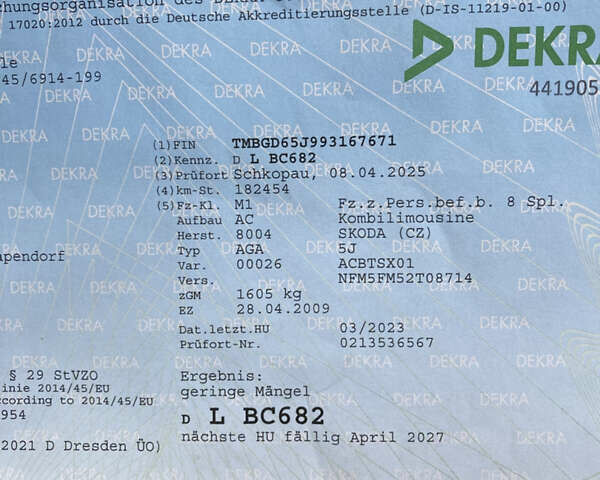 chungsorganisation des DEKRA
17020:2012 durch die Deutsche Akkreditierungsstelle (D-IS-11219-01-00)
DEKRA
le
45/6914-199
441905
(1) FIN TMBGD65J993167671
(2) Kennz. D L BC682
(3) Prüfort Schkopau, 08.04.2025
(4) km-St. 182454
(5) Fz-Kl. M1 Fz.z.Pers.bef.b. 8 Spl.
Aufbau AC Kombilimousine
Herst. 8004 SKODA (CZ)
Typ AGA 5J
Var. 00026 ACBTSX01
Vers. NFM5FM52T08714
zGM 1605 kg
EZ 28.04.2009
Dat.letzt.HU 03/2023
Prüfort-Nr. 0213536567
apendorf
§ 29 StVZO
inie 2014/45/EU
ccording to 2014/45/EU
954
2021 D Dresden ÜO)
Ergebnis:
geringe Mängel
D L BC682
nächste HU fällig April 2027